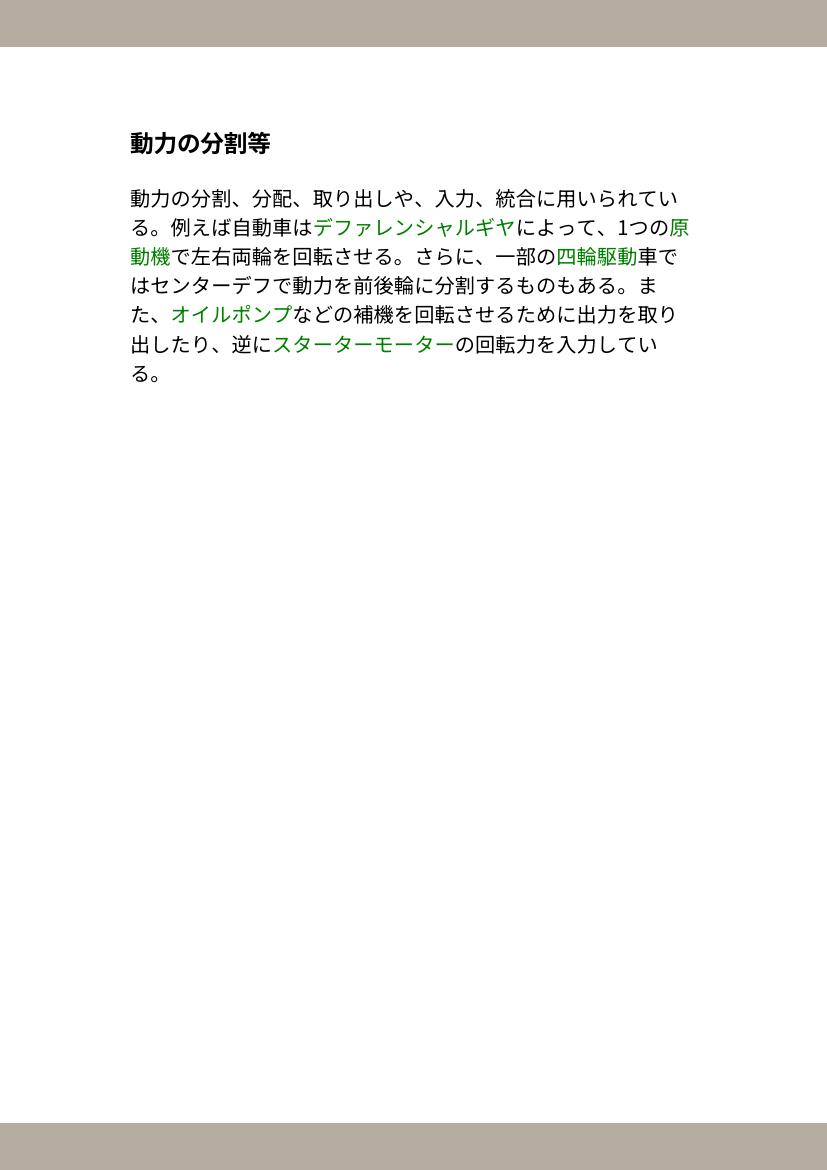 動力の分割等
動力の分割、分配、取り出しや、入力、統合に用いられてい
る。例えば自動車はデファレンシャルギヤによって、1つの原
動機で左右両輪を回転させる。さらに、一部の四輪駆動車で
はセンターデフで動力を前後輪に分割するものもある。ま
た、オイルポンプなどの補機を回転させるために出力を取り
出したり、逆にスターターモーターの回転力を入力してい
る。